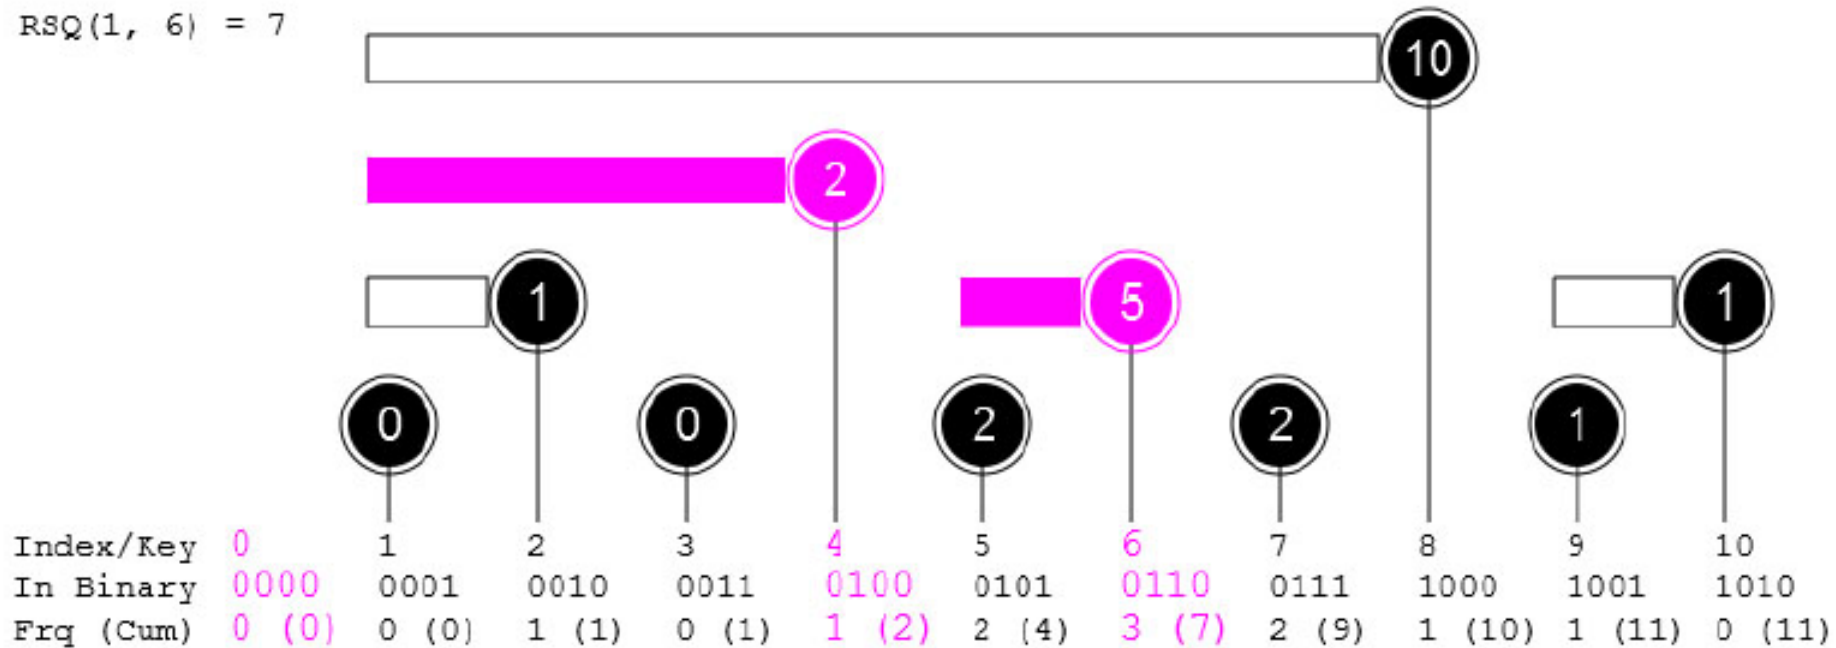 RSQ(1, 6) = 7
10
2
1 5 1
0 0 2 2 1
Index/Key 0 1 2 3 4 5 6 7 8 9 10
In Binary 0000 0001 0010 0011 0100 0101 0110 0111 1000 1001 1010
Frq (Cum) 0 (0) 0 (0) 1 (1) 0 (1) 1 (2) 2 (4) 3 (7) 2 (9) 1 (10) 1 (11) 0 (11)